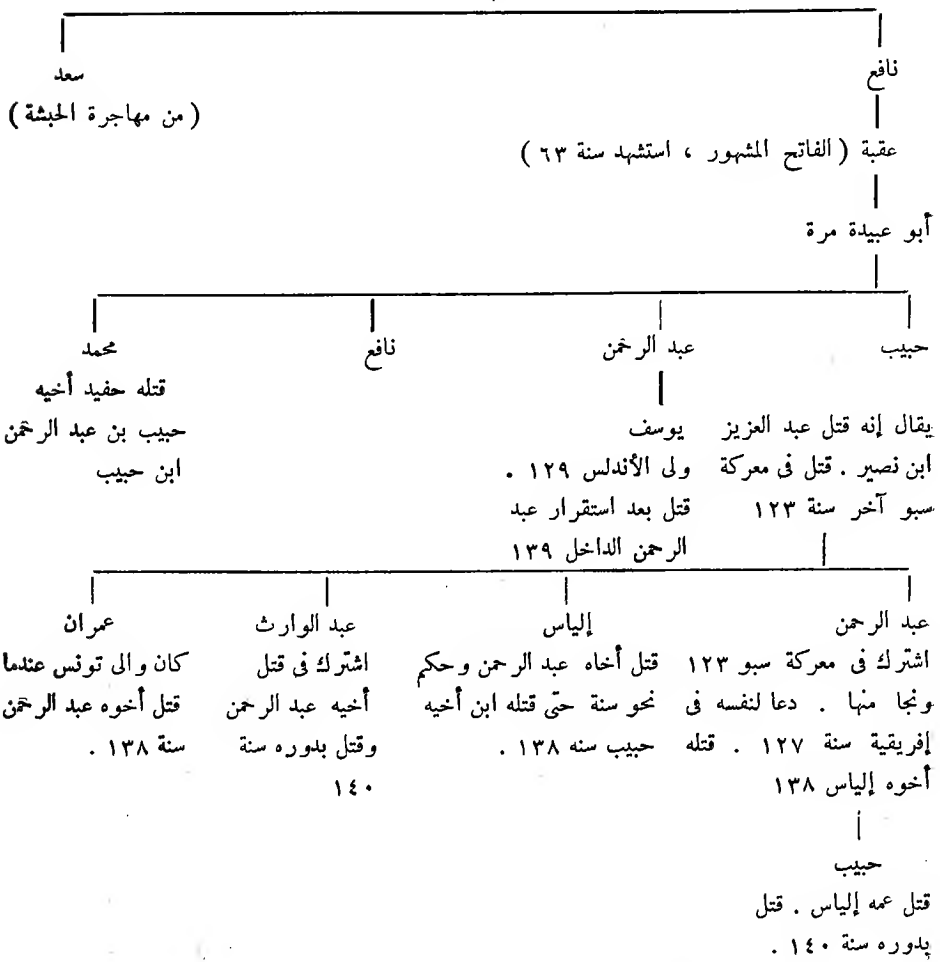 نافع
سعد
(من مهاجرة الحبشة)
عقبة (الفاتح المشهور ، استشهد سنة ٦٣)
أبو عبيدة مرة
حبيب
عبد الرحمن
نافع
محمد
قتله حفيد أخيه
حبيب بن عبد الرحمن
ابن حبيب
يوسف
ولى الأندلس ١٢٩ .
قتل بعد استقرار عبد
الرحمن الداخل ١٣٩
يقال إنه قتل عبد العزيز
ابن نصير . قتل فى معركة
سبو آخر سنة ١٢٣
عبد الرحمن
اشترك فى معركة سبو ١٢٣
ونجا منها . دعا لنفسه فى
إفريقية سنة ١٢٧ . قتله
أخوه إلياس ١٣٨
إلياس
قتل أخاه عبد الرحمن وحكم
نحو سنة حتى قتله ابن أخيه
حبيب سنه ١٣٨ .
عبد الوارث
اشترك فى قتل
أخيه عبد الرحمن
وقتل بدوره سنة
١٤٠
عمران
كان والى تونس عندما
قتل أخوه عبد الرحمن
سنة ١٣٨ .
حبيب
قتل عمه إلياس . قتل
بدوره سنة ١٤٠ .